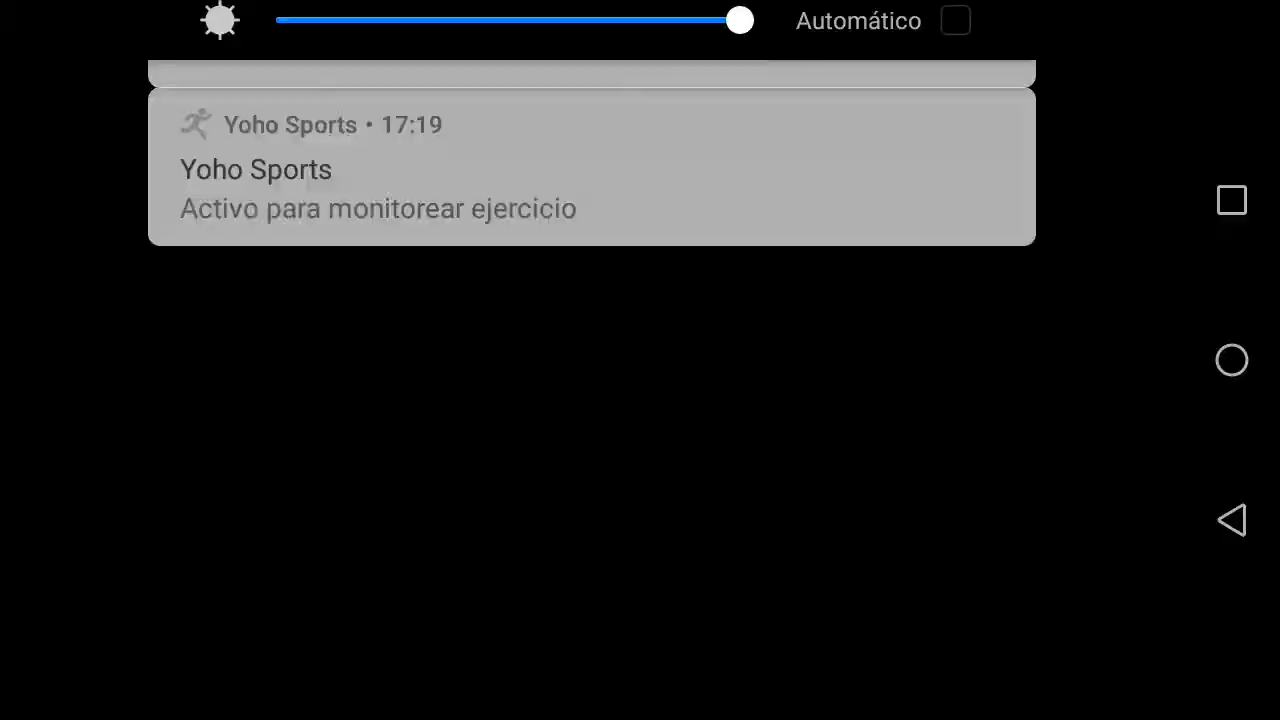 Automático
Yoho Sports • 17:19
Yoho Sports
Activo para monitorear ejercicio